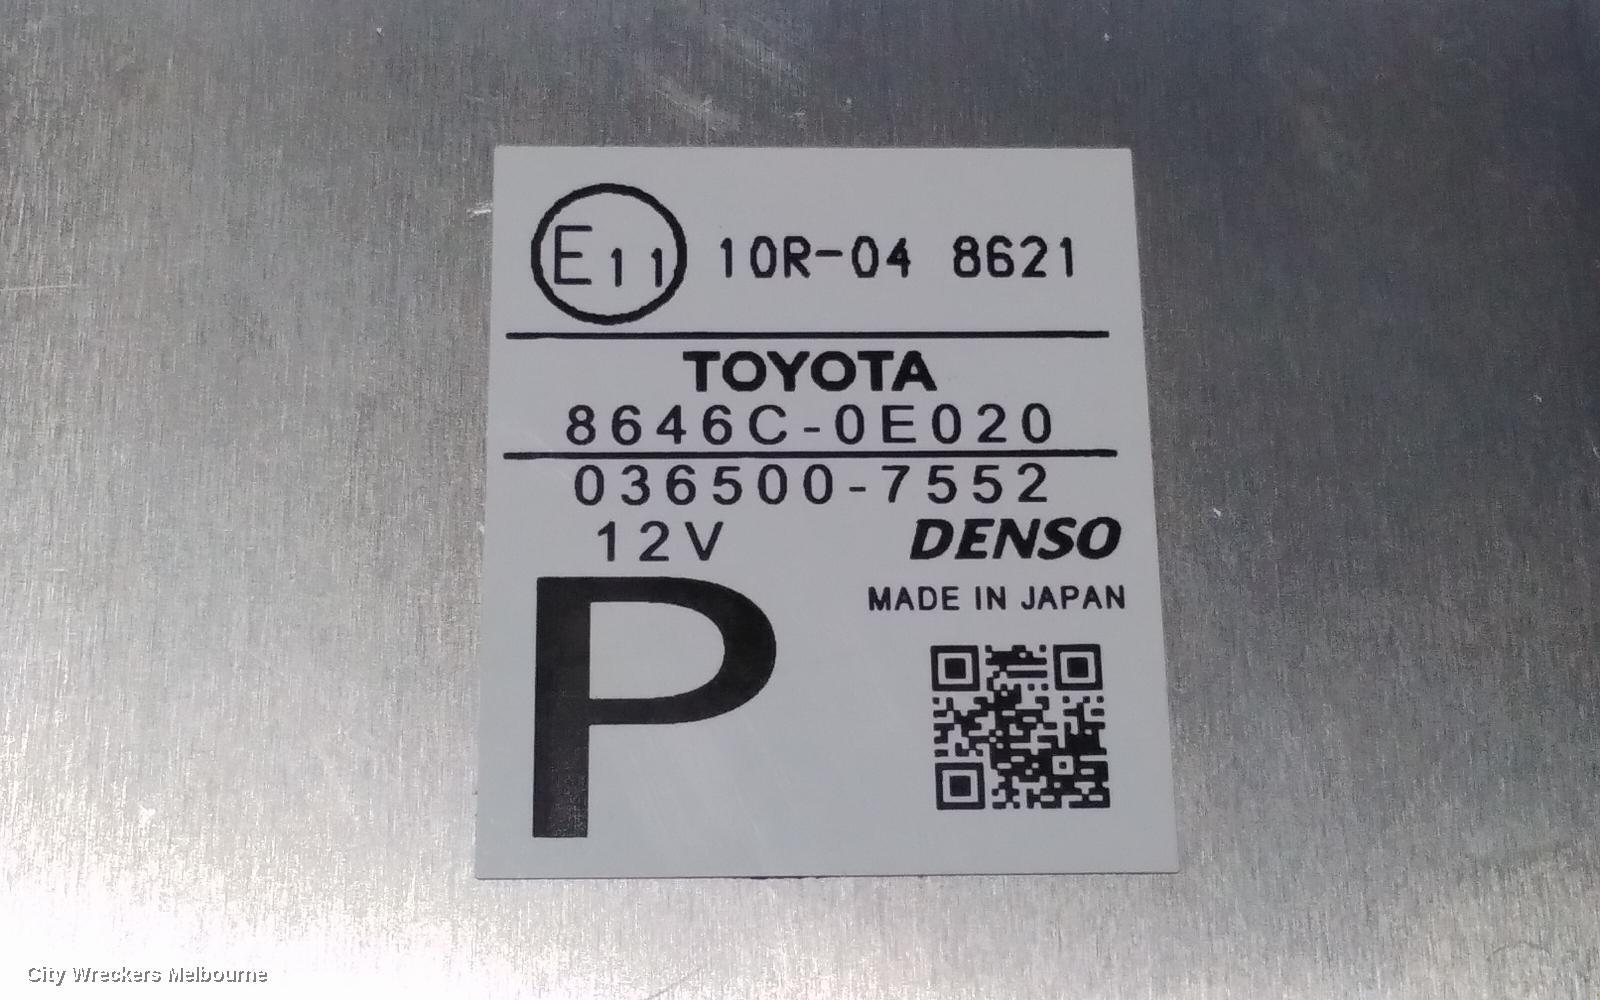 E11 10R-04 8621
TOYOTA
8646C-0E020
036500-7552
12V DENSO
MADE IN JAPAN
P
City Wreckers Melbourne